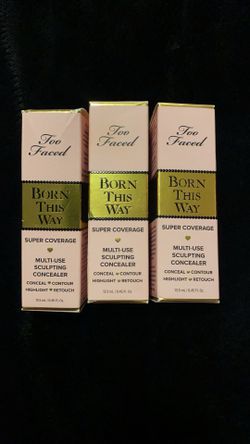 Too
Faced
BORN
THIS
WAY
SUPER COVERAGE
MULTI-USE
SCULPTING
CONCEALER
CONCEAL CONTOUR
HIGHLIGHT RETOUCH
Too
Faced
BORN
THIS
WAY
SUPER COVERAGE
MULTI-USE
SCULPTING
CONCEALER
CONCEAL CONTOUR
HIGHLIGHT RETOUCH
Too
Faced
BORN
THIS
WAY
SUPER COVERAGE
MULTI-USE
SCULPTING
CONCEALER
CONCEAL CONTOUR
HIGHLIGHT RETOUCH